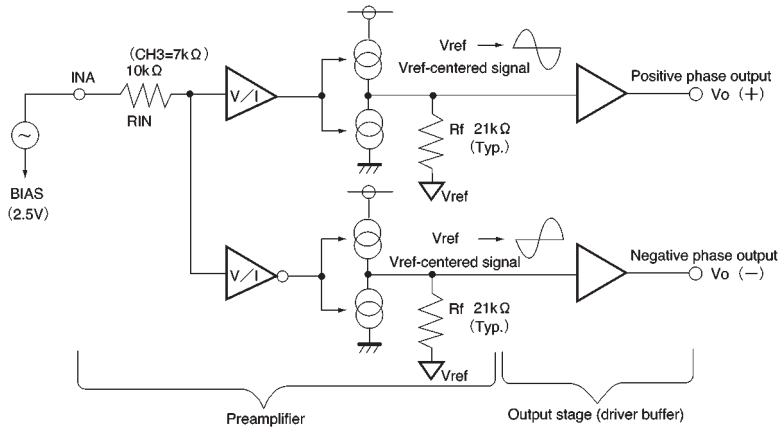 (CH3=7kΩ)
10kΩ
INA
RIN
V/I
BIAS
(2.5V)
Vref
Vref-centered signal
Rf 21kΩ
(Typ.)
Vref
Positive phase output
Vo (+)
V/I
Vref
Vref-centered signal
Rf 21kΩ
(Typ.)
Vref
Negative phase output
Vo (−)
Preamplifier
Output stage (driver buffer)